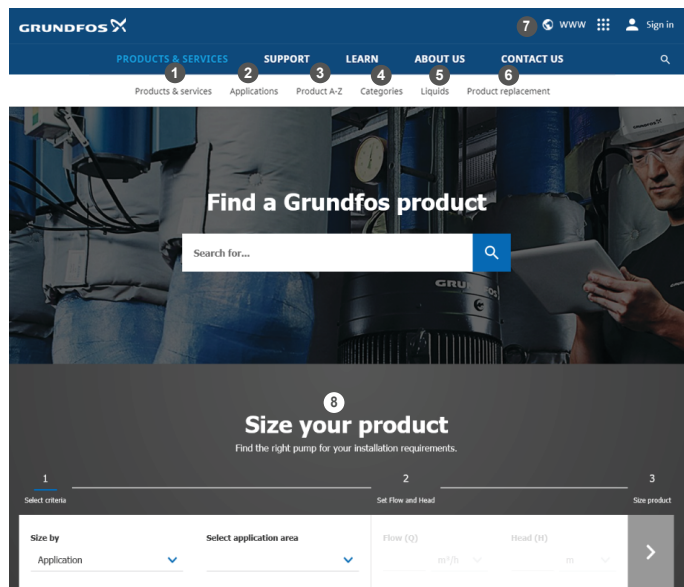 GRUNDFOS
7 WWW Sign in
PRODUCTS & SERVICES SUPPORT LEARN ABOUT US CONTACT US
1 2 3 4 5 6
Products & services Applications Product A-Z Categories Liquids Product replacement
Find a Grundfos product
Search for...
GRUNDFOS
8
Size your product
Find the right pump for your installation requirements.
1 2 3
Select criteria Set Flow and Head Size product
Size by Select application area Flow (Q) Head (H)
Application m³/h m